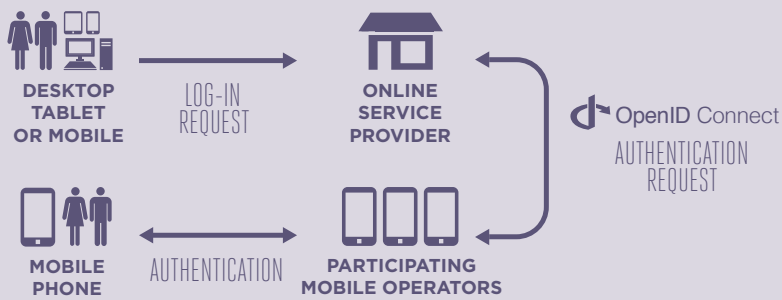 DESKTOP
TABLET
OR MOBILE
LOG-IN
REQUEST
ONLINE
SERVICE
PROVIDER
OpenID Connect
AUTHENTICATION
REQUEST
MOBILE
PHONE
AUTHENTICATION
PARTICIPATING
MOBILE OPERATORS